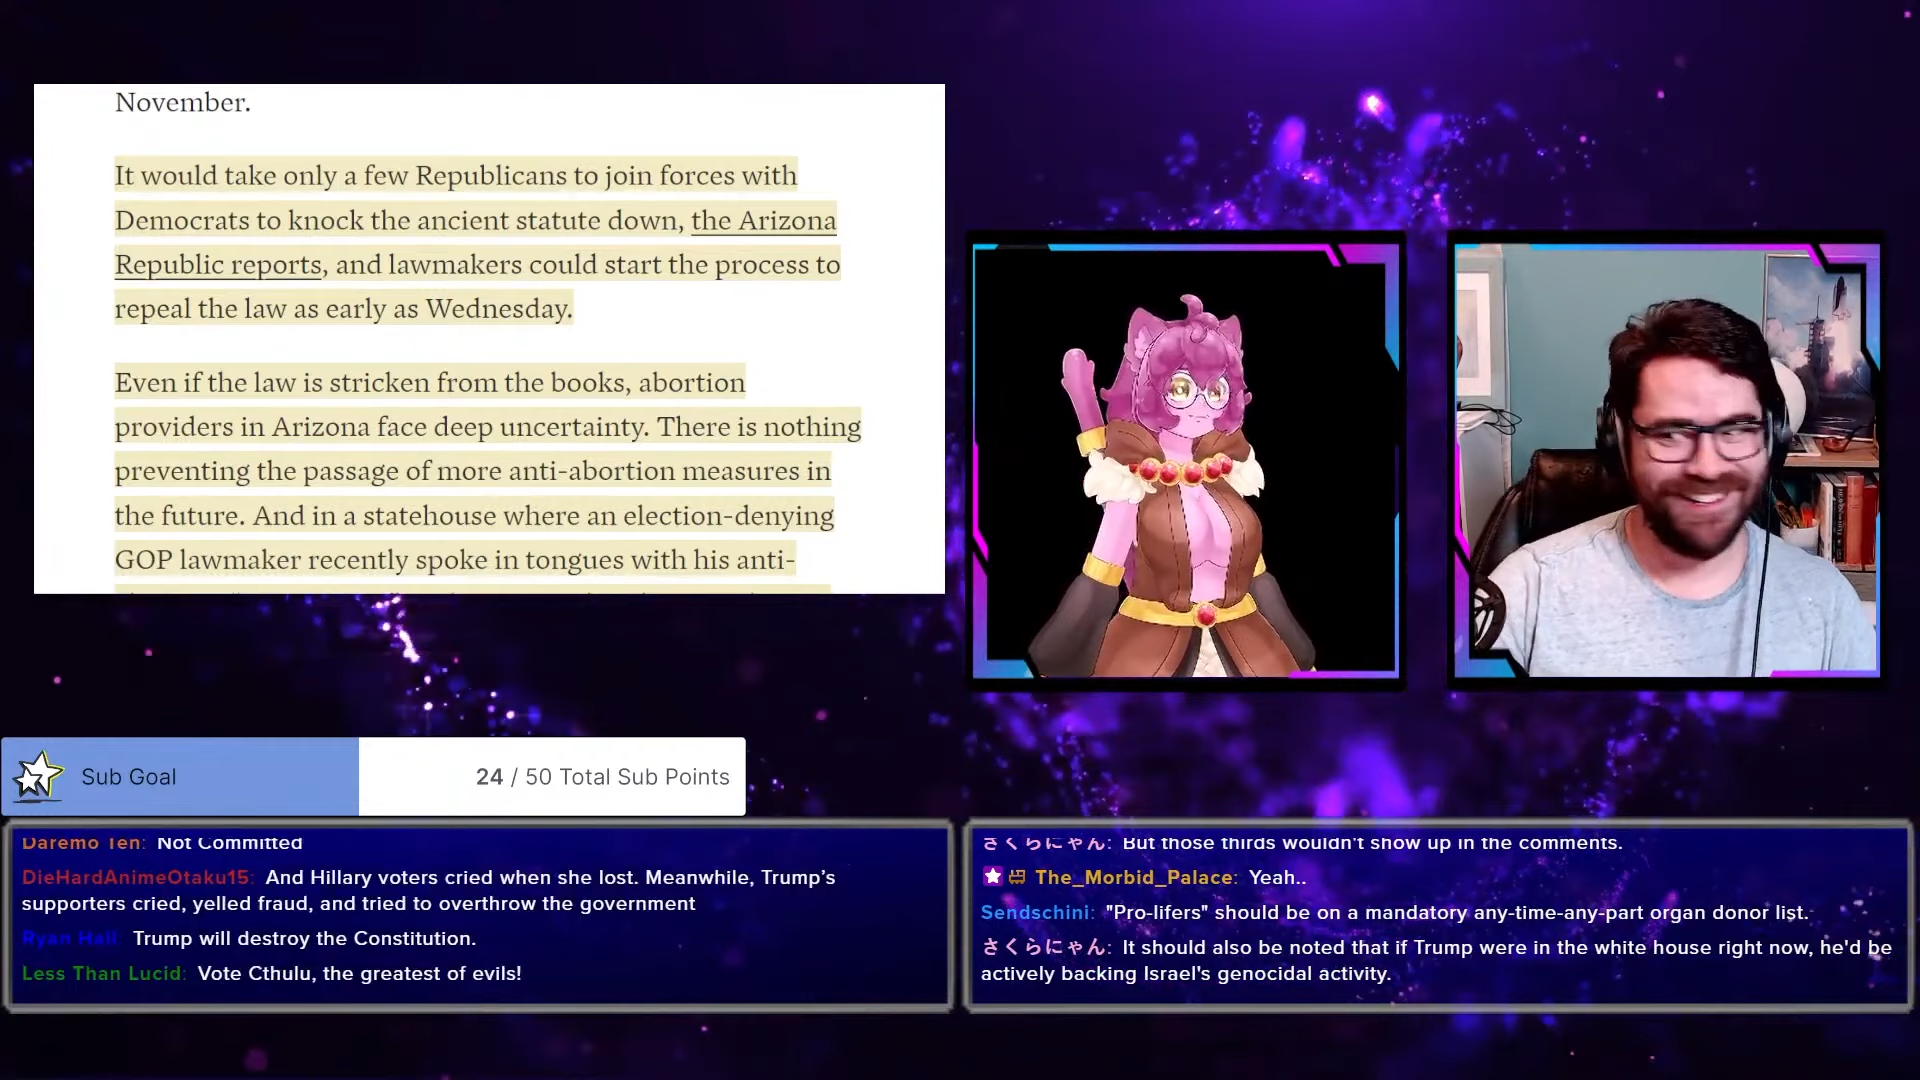 November.
It would take only a few Republicans to join forces with
Democrats to knock the ancient statute down, the Arizona
Republic reports, and lawmakers could start the process to
repeal the law as early as Wednesday.
Even if the law is stricken from the books, abortion
providers in Arizona face deep uncertainty. There is nothing
preventing the passage of more anti-abortion measures in
the future. And in a statehouse where an election-denying
GOP lawmaker recently spoke in tongues with his anti-
Sub Goal
24 / 50 Total Sub Points
Daremo Ten: Not Committed
DieHardAnimeOtaku15: And Hillary voters cried when she lost. Meanwhile, Trump's
supporters cried, yelled fraud, and tried to overthrow the government
Ryan Hall: Trump will destroy the Constitution.
Less Than Lucid: Vote Cthulu, the greatest of evils!
さくらにゃん: But those thirds wouldn't show up in the comments.
The_Morbid_Palace: Yeah..
Sendschini: "Pro-lifers" should be on a mandatory any-time-any-part organ donor list.
さくらにゃん: It should also be noted that if Trump were in the white house right now, he'd be
actively backing Israel's genocidal activity.